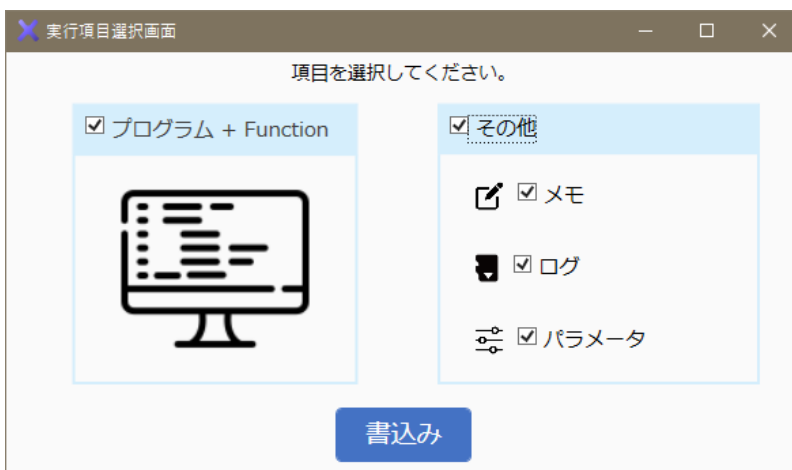 実行項目選択画面
項目を選択してください。
プログラム + Function
その他
メモ
ログ
パラメータ
書込み